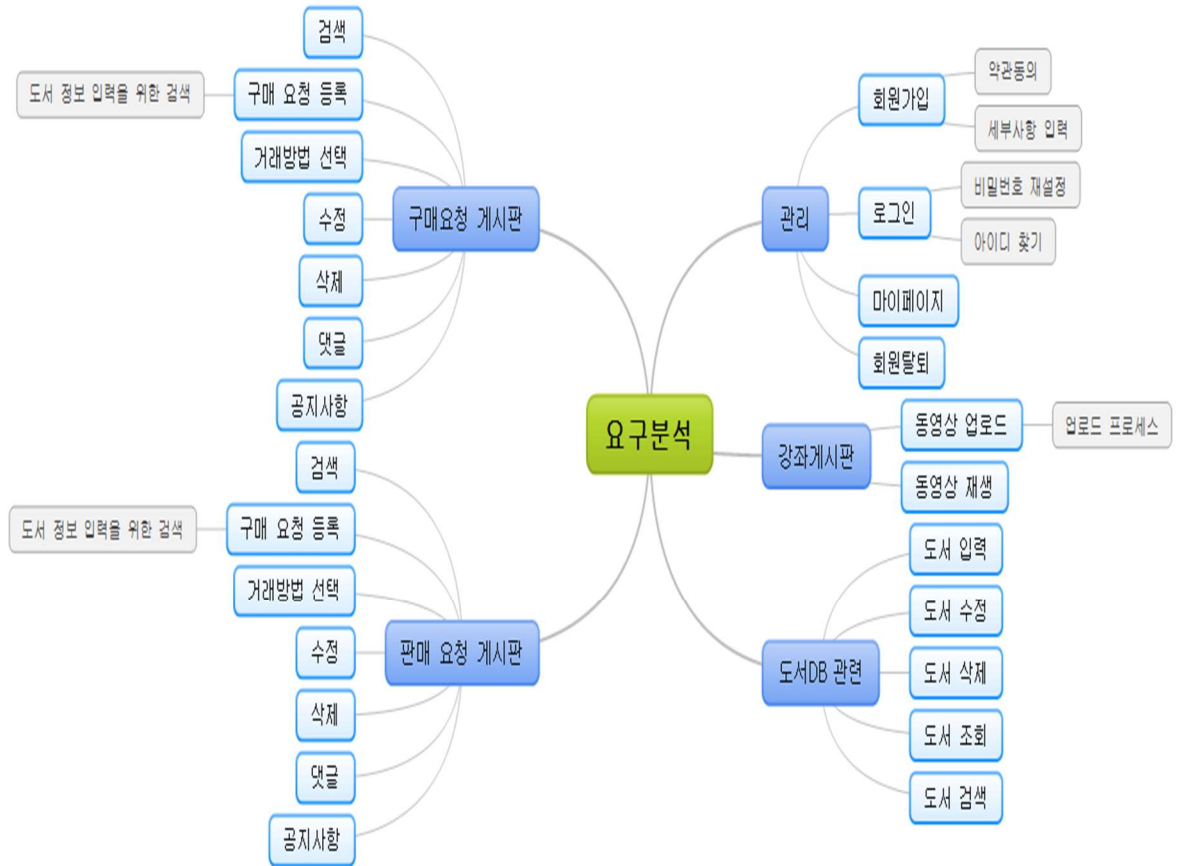 요구분석
구매요청 게시판
검색
구매 요청 등록
도서 정보 입력을 위한 검색
거래방법 선택
수정
삭제
댓글
공지사항
판매 요청 게시판
검색
구매 요청 등록
도서 정보 입력을 위한 검색
거래방법 선택
수정
삭제
댓글
공지사항
관리
회원가입
약관동의
세부사항 입력
로그인
비밀번호 재설정
아이디 찾기
마이페이지
회원탈퇴
강좌게시판
동영상 업로드
업로드 프로세스
동영상 재생
도서DB 관련
도서 입력
도서 수정
도서 삭제
도서 조회
도서 검색